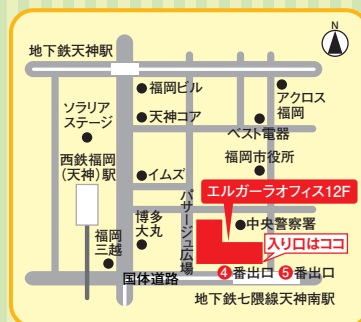 N
地下鉄天神駅
福岡ビル
アクロス
福岡
ソラリア
ステージ
天神コア
ベスト電器
西鉄福岡
(天神)駅
福岡市役所
イムズ
エルガーラオフィス12F
パサージュ広場
博多
大丸
中央警察署
入り口はココ
福岡
三越
4番出口 5番出口
国体道路
地下鉄七隈線天神南駅